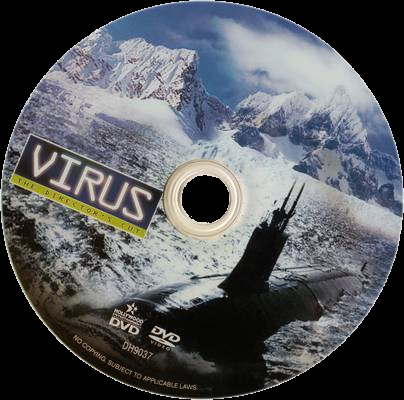 VIRUS
THE DIRECTOR'S CUT
HOLLYWOOD
DVD
DVD
VIDEO
DH9037
NO COPYING. SUBJECT TO APPLICABLE LAWS.